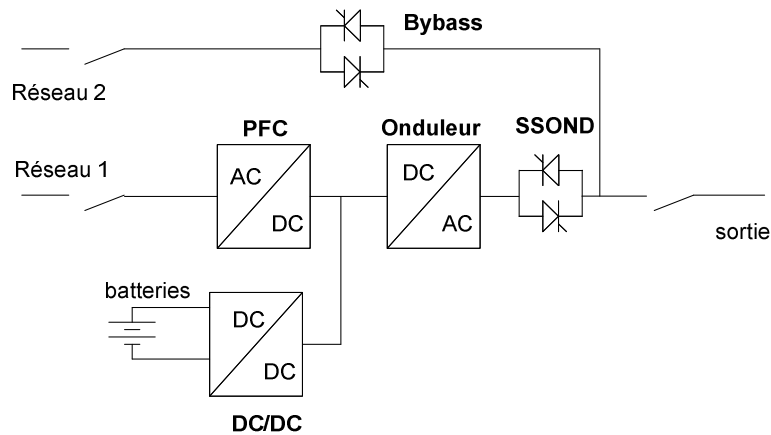 Bybass
Réseau 2
PFC
Onduleur
SSOND
Réseau 1
AC
DC
DC
AC
sortie
batteries
DC
DC
DC/DC